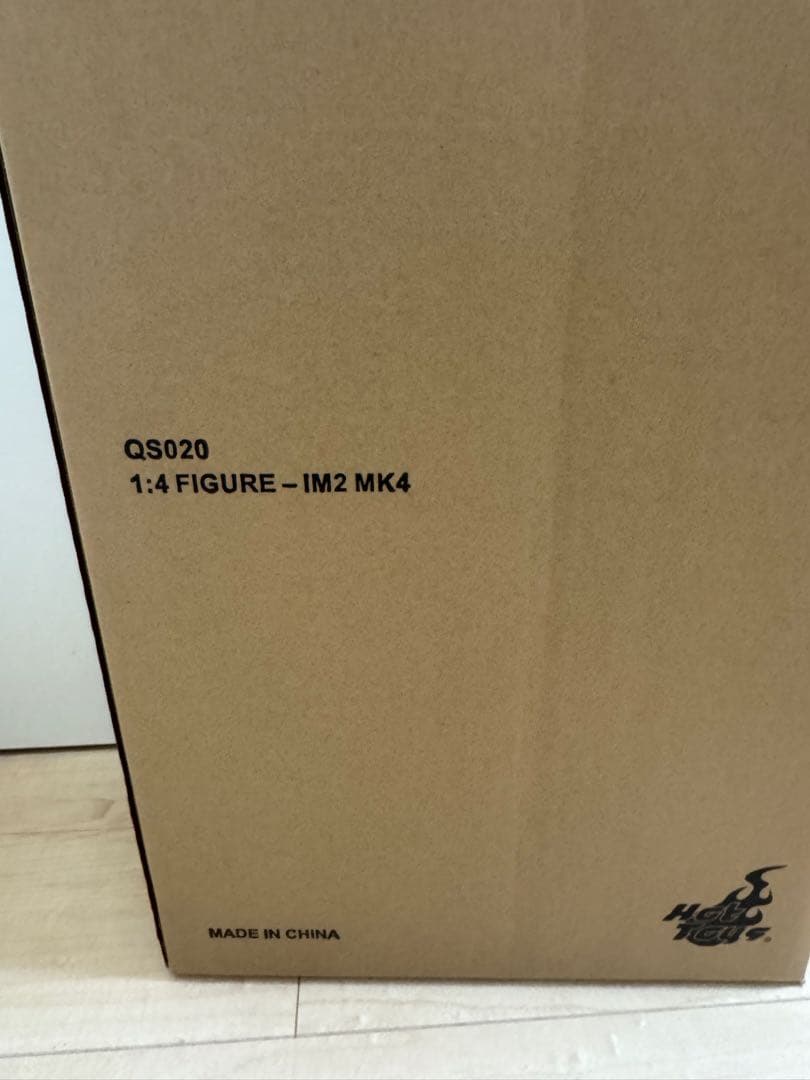 QS020
1:4 FIGURE – IM2 MK4
MADE IN CHINA
Hot
Toys®